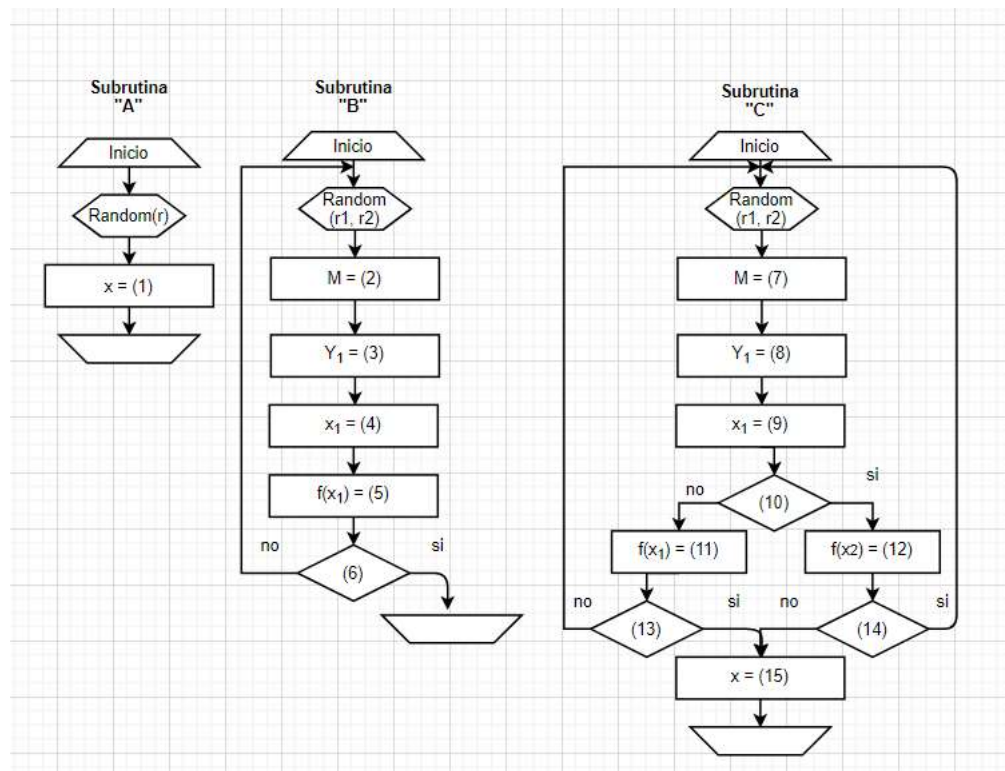 Subrutina
"A"
Inicio
Random(r)
x = (1)
Subrutina
"B"
Inicio
Random
(r1, r2)
M = (2)
Y1 = (3)
x1 = (4)
f(x1) = (5)
no
si
(6)
Subrutina
"C"
Inicio
Random
(r1, r2)
M = (7)
Y1 = (8)
x1 = (9)
no
si
(10)
f(x1) = (11)
f(x2) = (12)
no
si
no
si
(13)
(14)
x = (15)